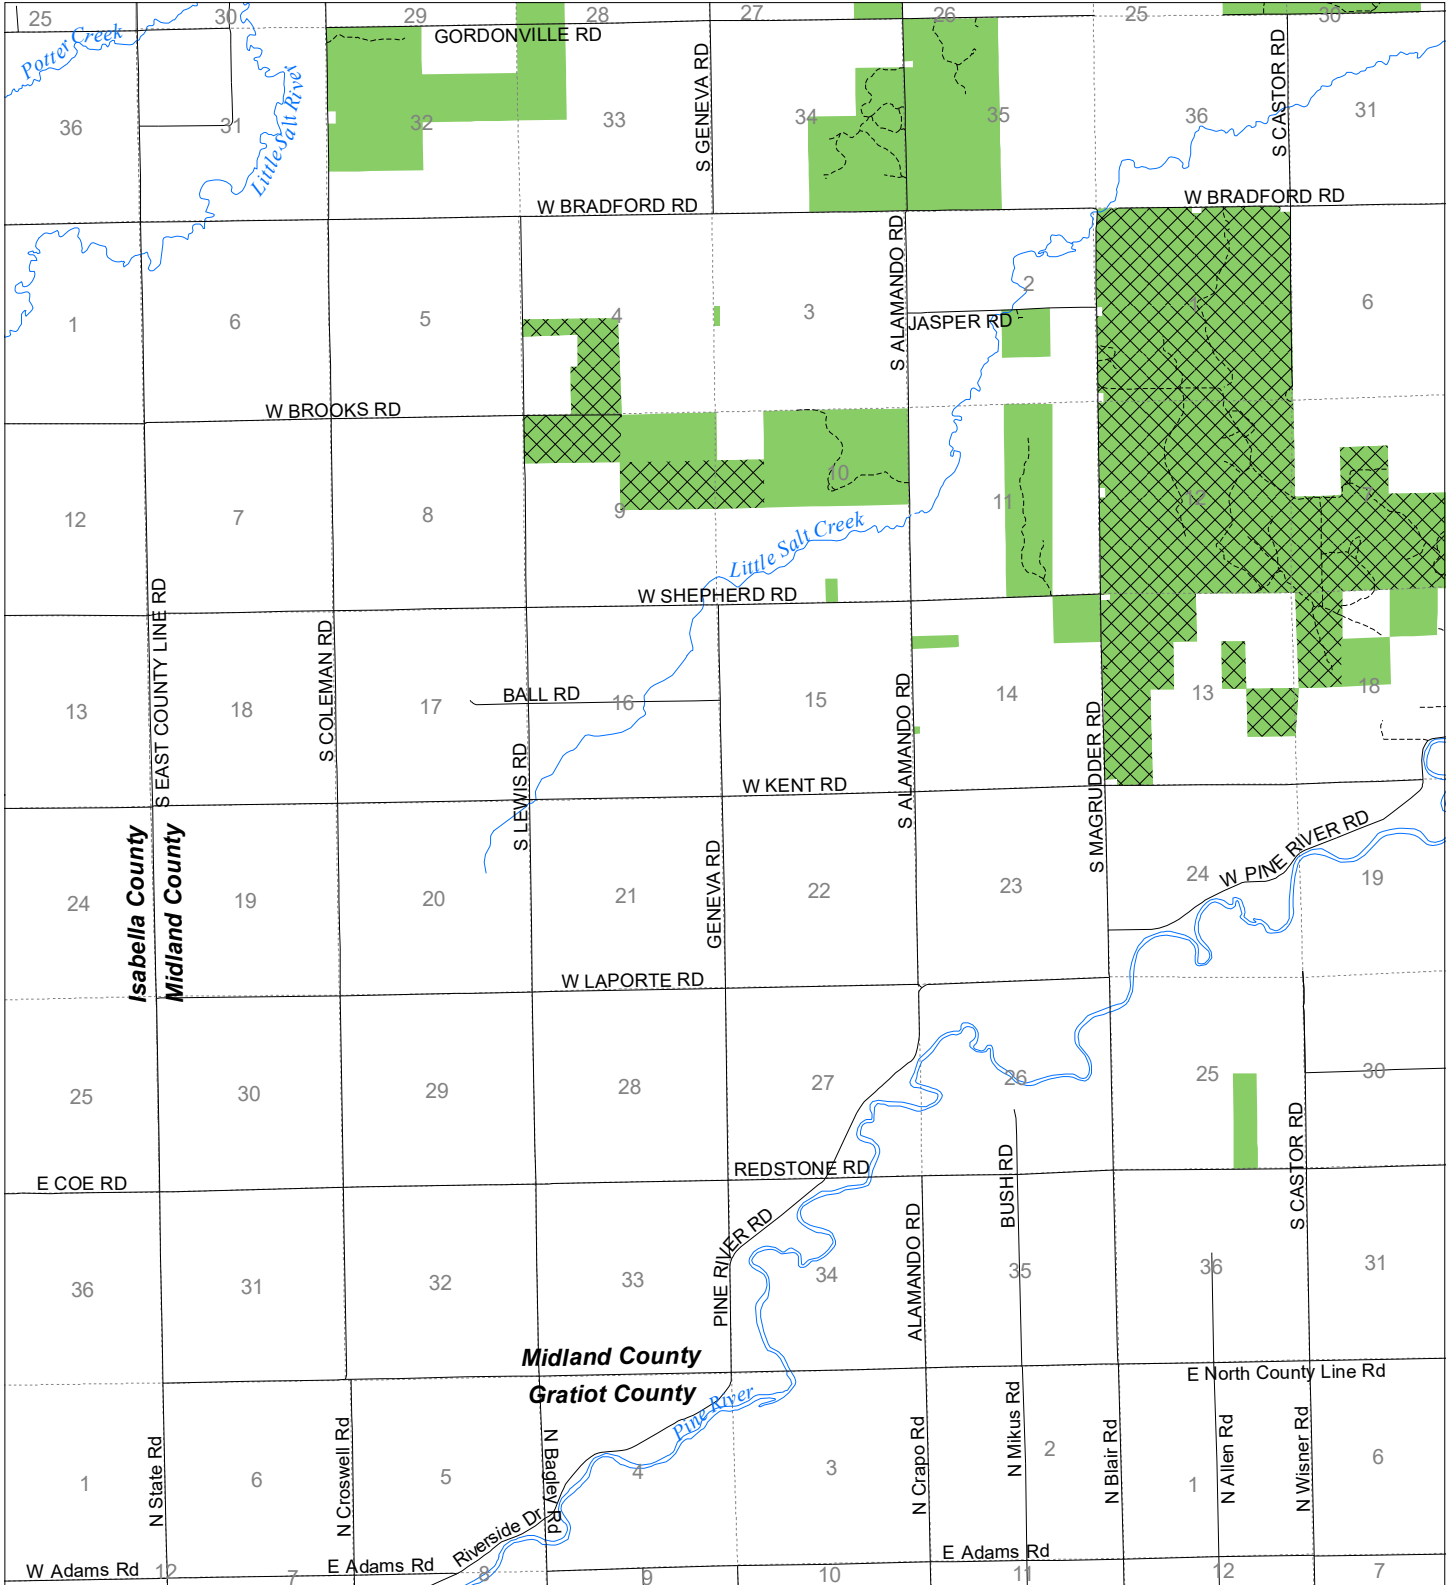 25
30
29
28
27
26
25
30
Potter Creek
GORDONVILLE RD
Little Salt River
S GENEVA RD
S CASTOR RD
36
31
32
33
34
35
36
31
W BRADFORD RD
W BRADFORD RD
S ALAMANDO RD
1
6
5
4
3
2
JASPER RD
1
6
W BROOKS RD
12
7
8
9
10
11
12
7
Little Salt Creek
W SHEPHERD RD
S EAST COUNTY LINE RD
S COLEMAN RD
BALL RD
13
18
17
16
15
14
13
18
S LEWIS RD
S ALAMANDO RD
S MAGRUDDER RD
W KENT RD
W PINE RIVER RD
Isabella County
Midland County
GENEVA RD
24
19
20
21
22
23
24
19
W LAPORTE RD
25
30
29
28
27
26
25
30
REDSTONE RD
E COE RD
BUSH RD
S CASTOR RD
PINE RIVER RD
ALAMANDO RD
36
31
32
33
34
35
36
31
Midland County
Gratiot County
E North County Line Rd
Pine River
N State Rd
N Croswell Rd
N Bagley Rd
N Crapo Rd
N Mikus Rd
N Blair Rd
N Allen Rd
N Wisner Rd
1
6
5
4
3
2
1
6
Riverside Dr
W Adams Rd
E Adams Rd
E Adams Rd
12
7
8
9
10
11
12
7